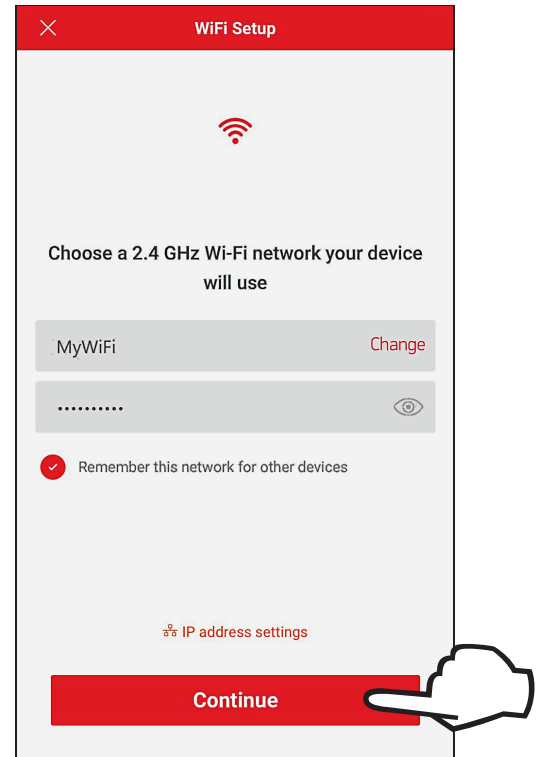 WiFi Setup
Choose a 2.4 GHz Wi-Fi network your device
will use
MyWiFi Change
••••••••••
Remember this network for other devices
IP address settings
Continue